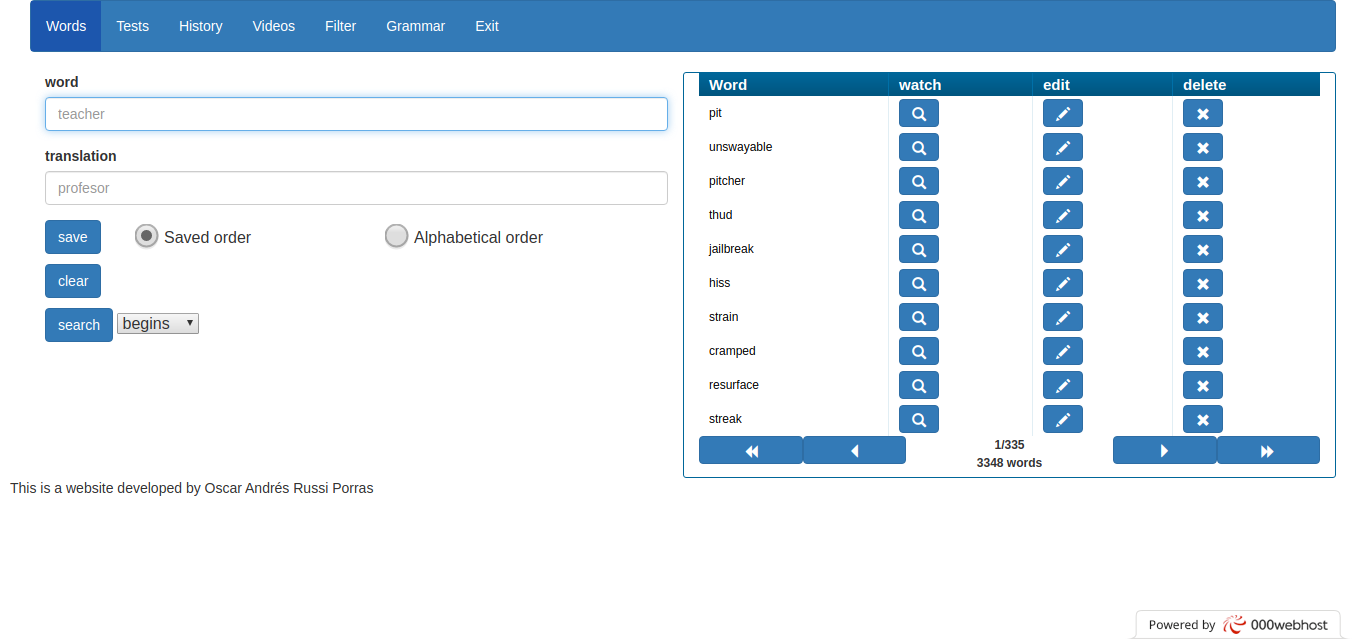 Words Tests History Videos Filter Grammar Exit
word
teacher
translation
profesor
save Saved order Alphabetical order
clear
search begins
Word watch edit delete
pit
unswayable
pitcher
thud
jailbreak
hiss
strain
cramped
resurface
streak
1/335
3348 words
This is a website developed by Oscar Andrés Russi Porras
Powered by 000webhost